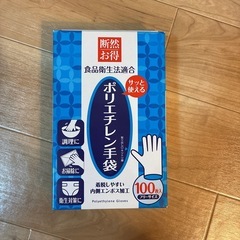 断然
お得
食品衛生法適合
サッと
使える
ポリエチレン手袋
調理に
お掃除に
衛生対策に
着脱しやすい
内側エンボス加工
100枚入
フリーサイズ
Polyethylene Gloves